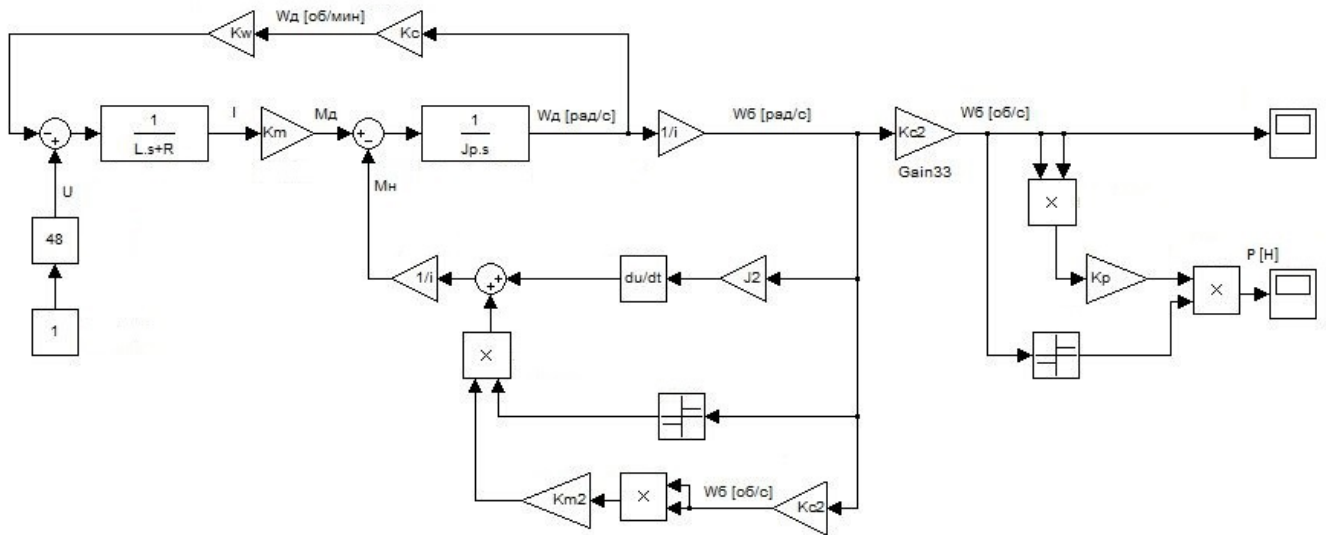 Wд [об/мин]
Kw
Kc
-
1
L.s+R
I
Km
Mд
+
-
1
Jp.s
Wд [рад/с]
1/i
Wб [рад/с]
Kc2
Gain33
Wб [об/с]
×
U
Mн
48
1
1/i
+
+
du/dt
J2
Kp
P [Н]
×
×
Km2
×
Wб [об/с]
Kc2